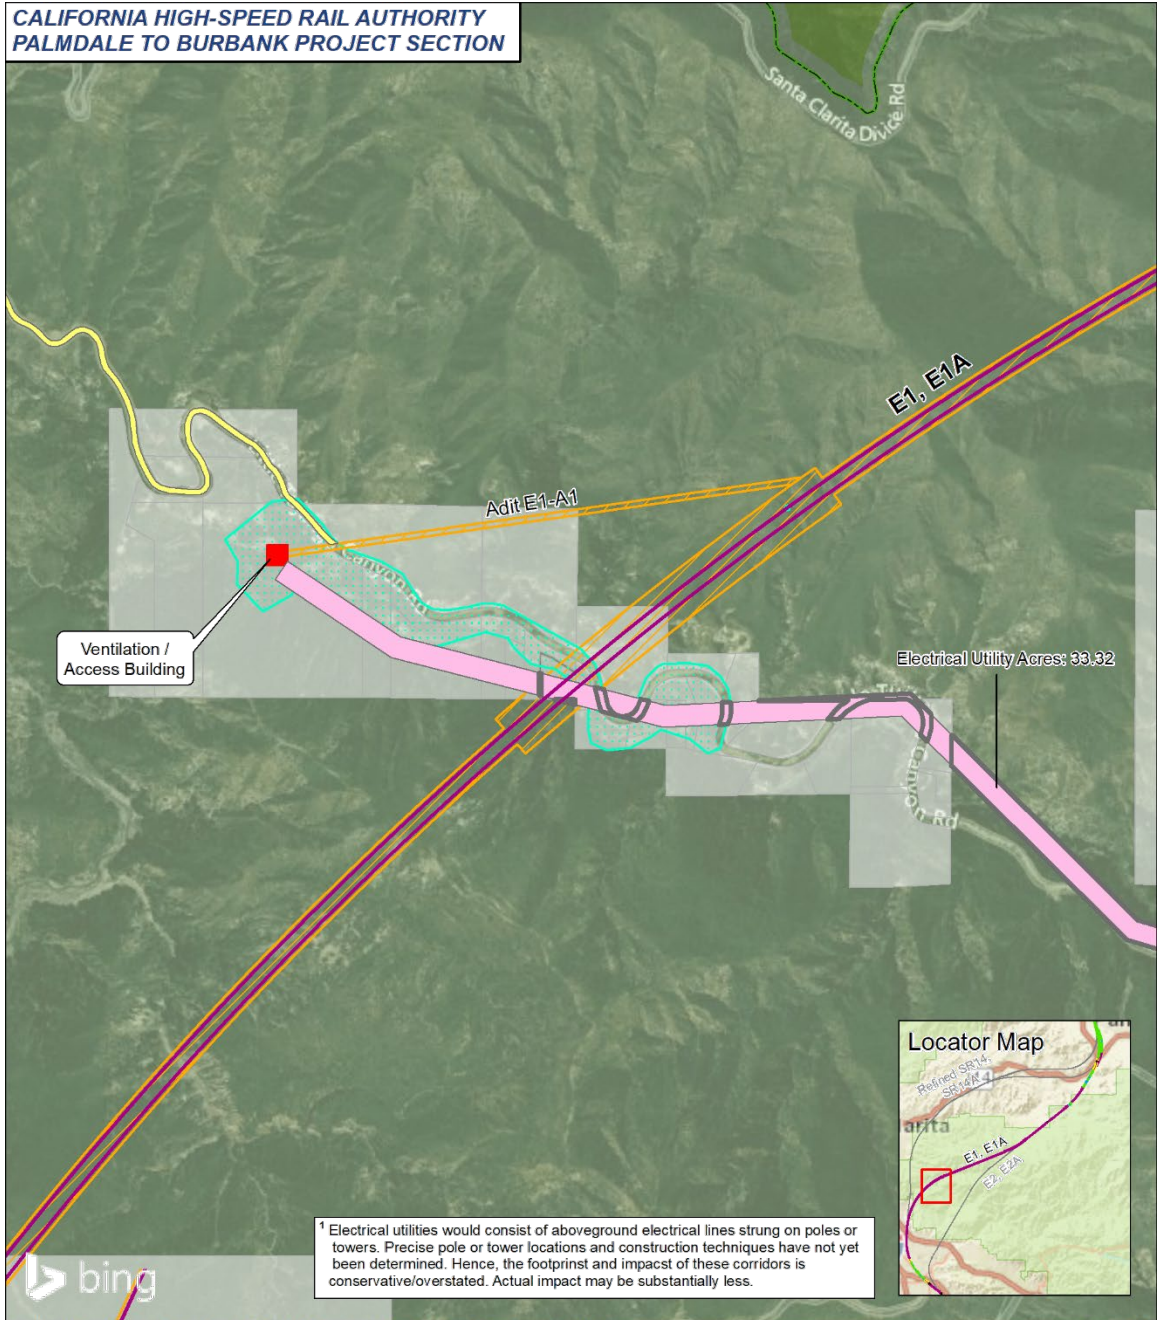 CALIFORNIA HIGH-SPEED RAIL AUTHORITY
PALMDALE TO BURBANK PROJECT SECTION
Santa Clarita Divide Rd
E1, E1A
Adit E1-A1
Canyon Rd
Ventilation /
Access Building
Electrical Utility Acres: 33.32
Canyon Rd
Locator Map
Refined SR14,
SR14A
14
arita
E1, E1A
E2, E2A
1 Electrical utilities would consist of aboveground electrical lines strung on poles or
towers. Precise pole or tower locations and construction techniques have not yet
been determined. Hence, the footprinst and impacst of these corridors is
conservative/overstated. Actual impact may be substantially less.
bing